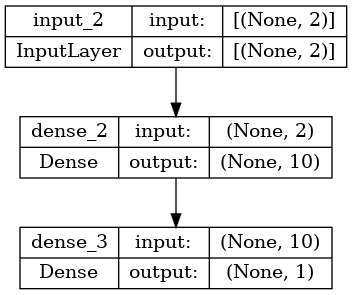 input_2 input: [(None, 2)]
InputLayer output: [(None, 2)]
dense_2 input: (None, 2)
Dense output: (None, 10)
dense_3 input: (None, 10)
Dense output: (None, 1)